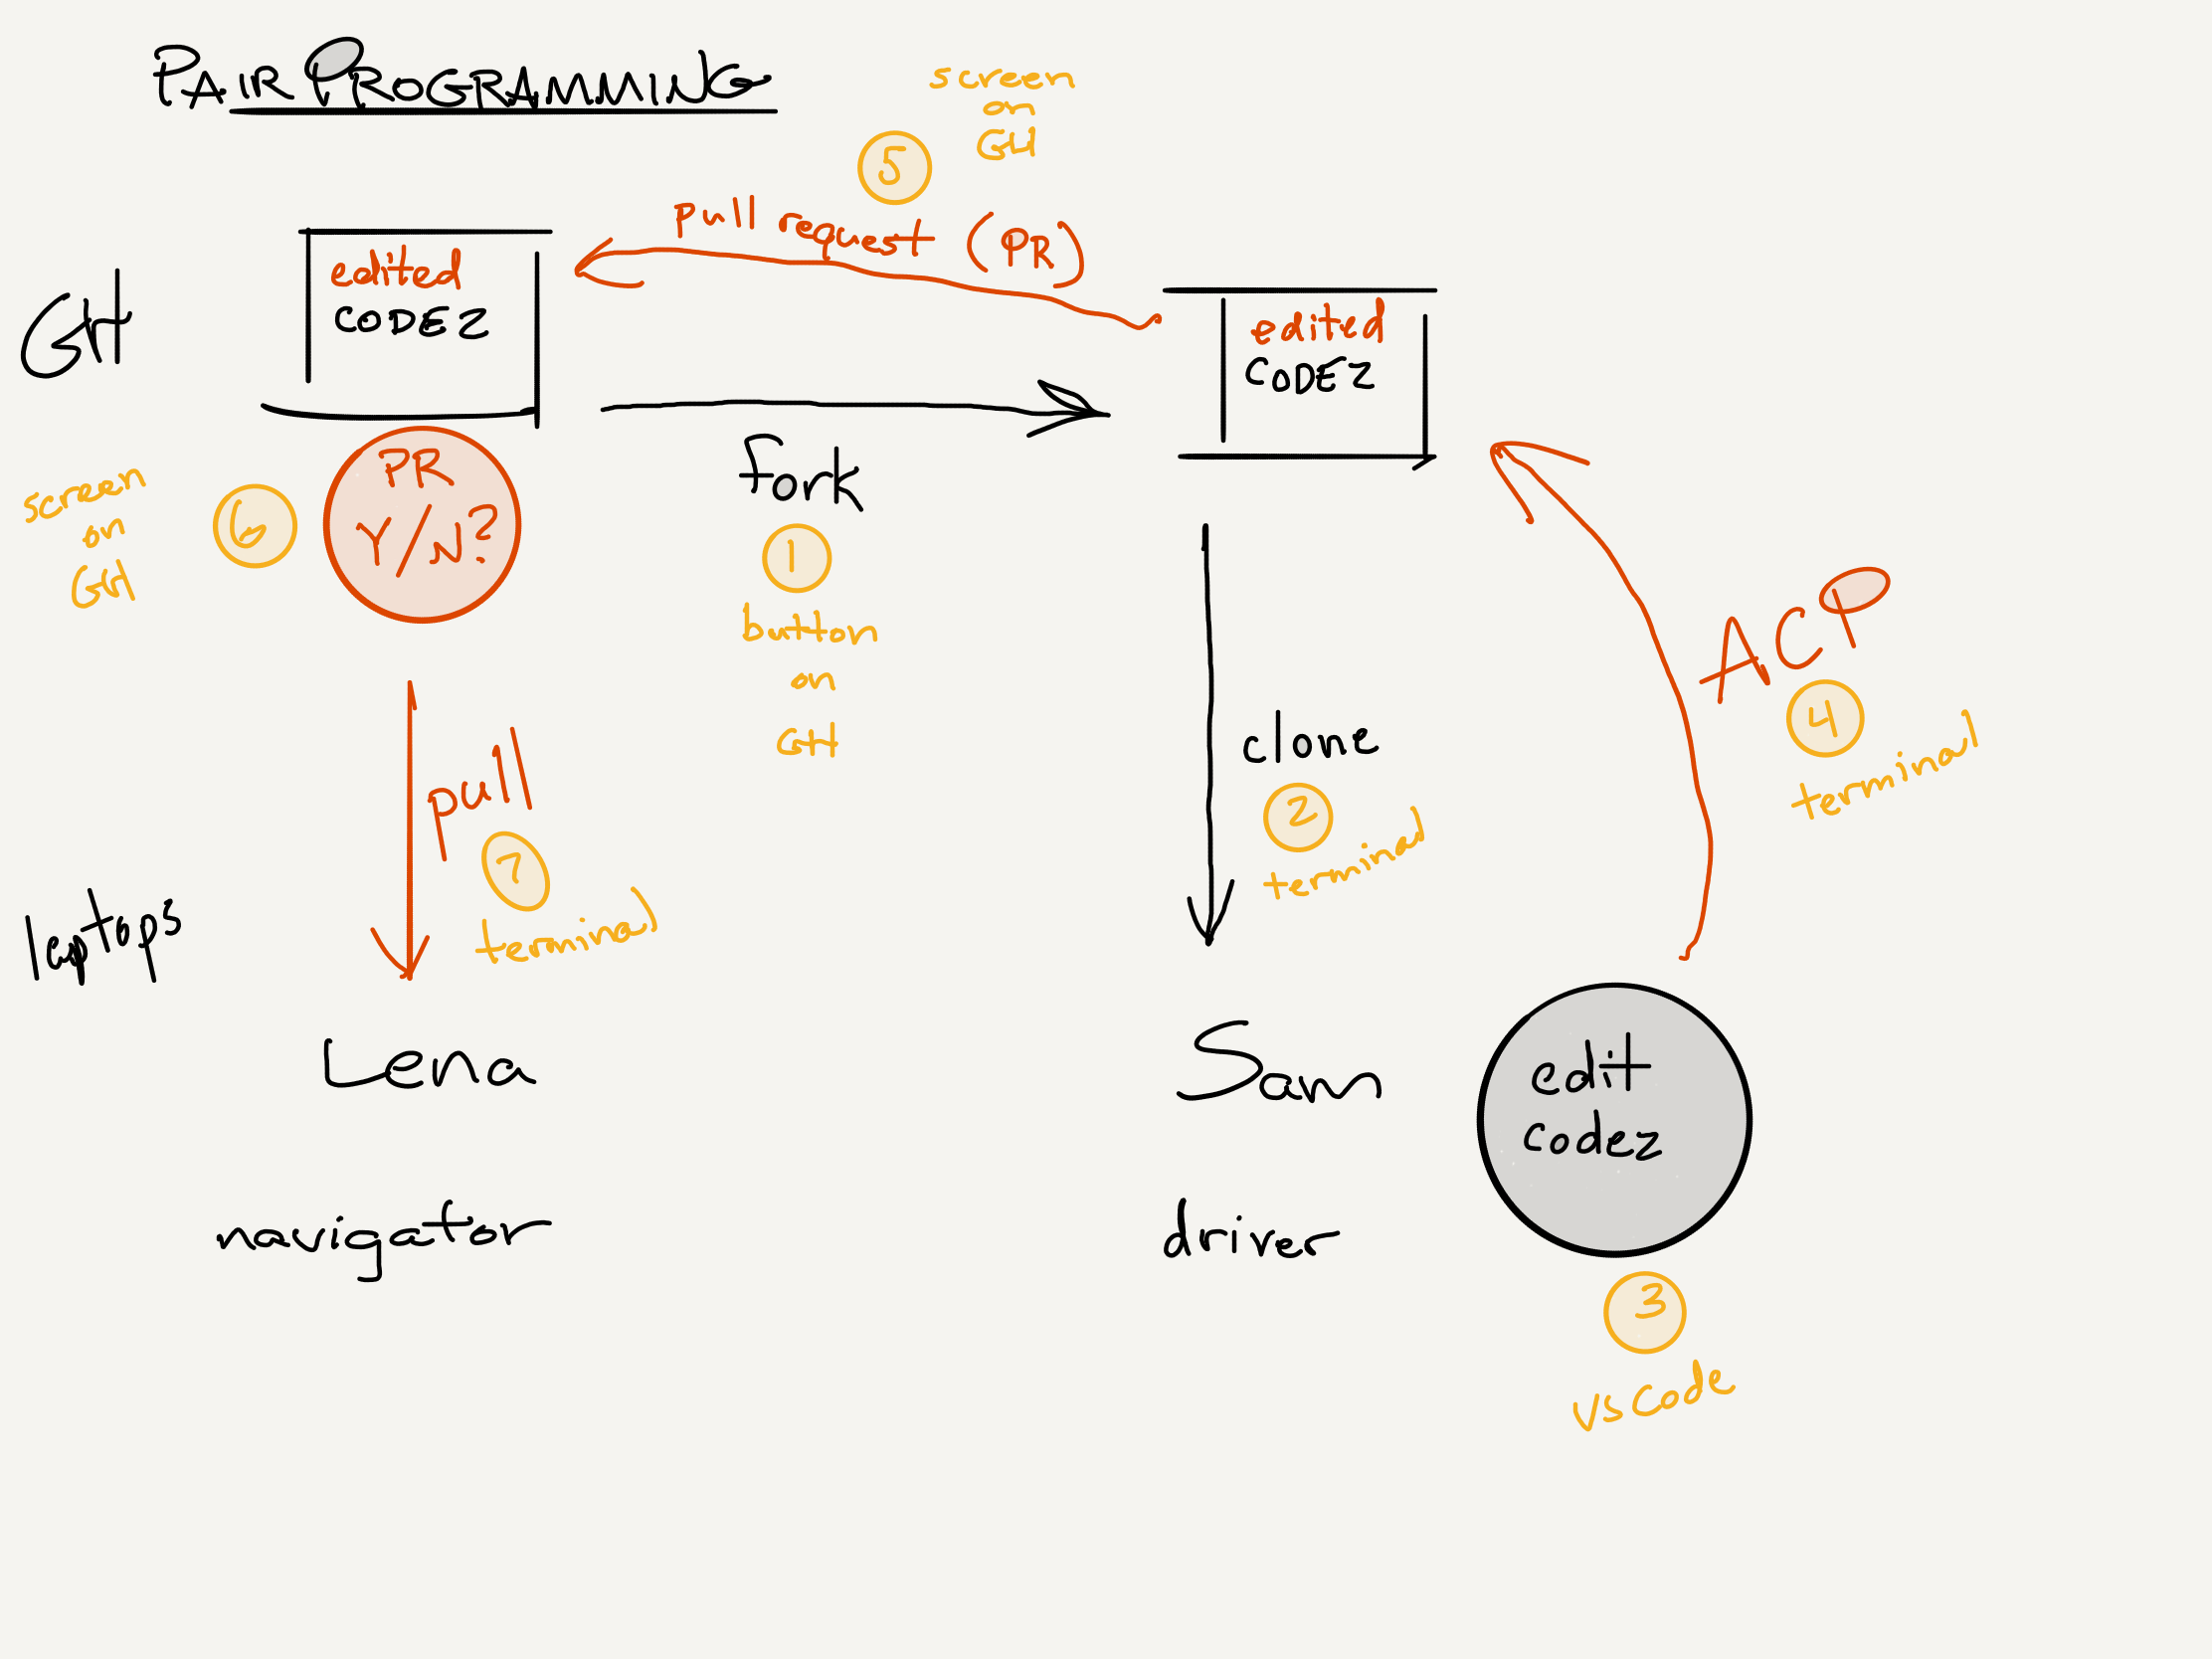 PAIR PROGRAMMING
screen
on
GH
5
pull request (PR)
GH
edited
CODEZ
edited
CODEZ
fork
1
button
on
GH
screen
on
GH
6
PR
Y/N?
ACP
4
terminal
clone
2
terminal
pull
7
terminal
laptops
Lena
navigator
Sam
driver
edit
codez
3
VS Code